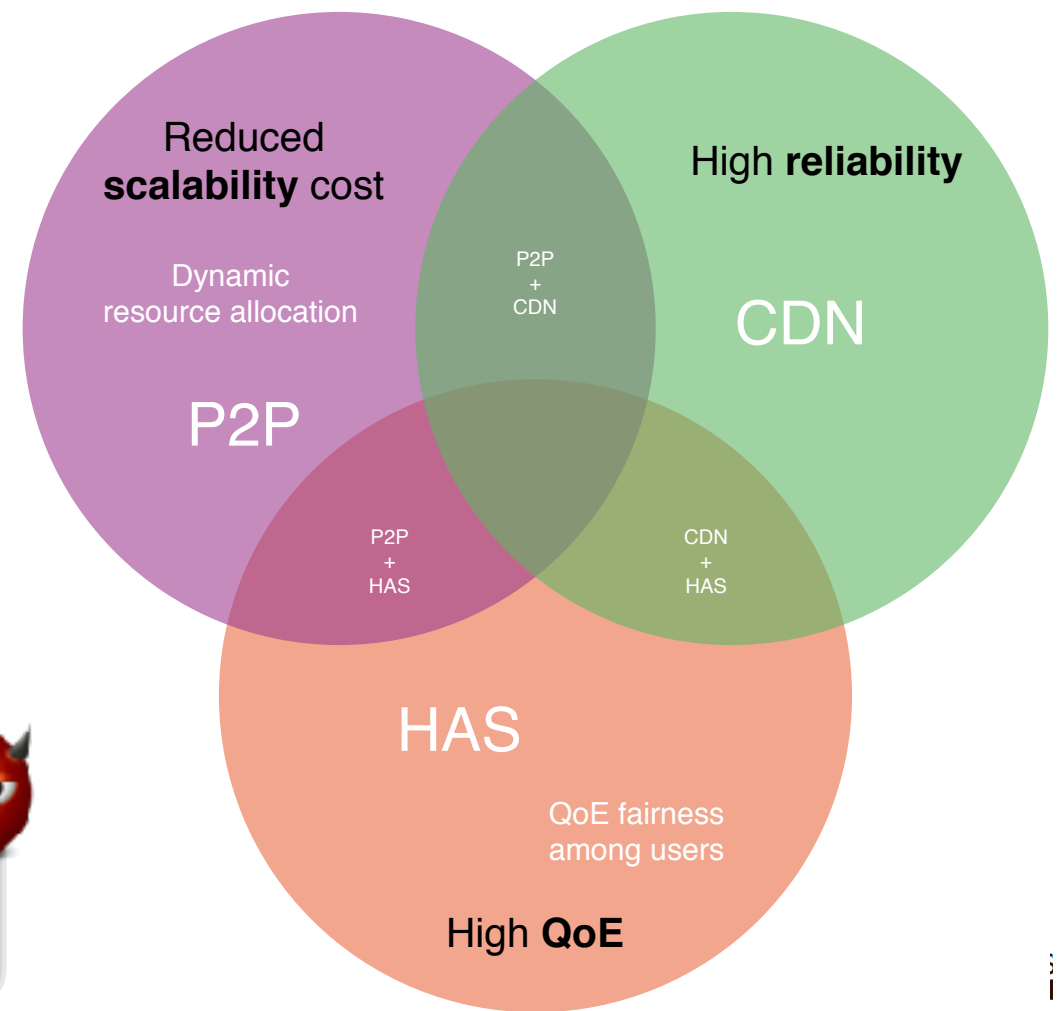 Reduced
scalability cost
Dynamic
resource allocation
P2P
High reliability
CDN
P2P
+
CDN
P2P
+
HAS
CDN
+
HAS
HAS
QoE fairness
among users
High QoE